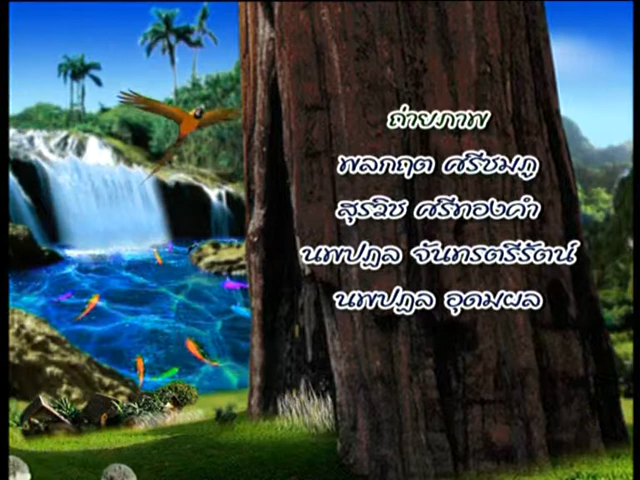 ถ่ายภาพ
พลกฤต ศรีชมภู
สุรวิช ศรีทองคำ
นพปฎล จันทรตรีรัตน์
นพปฎล อุดมผล